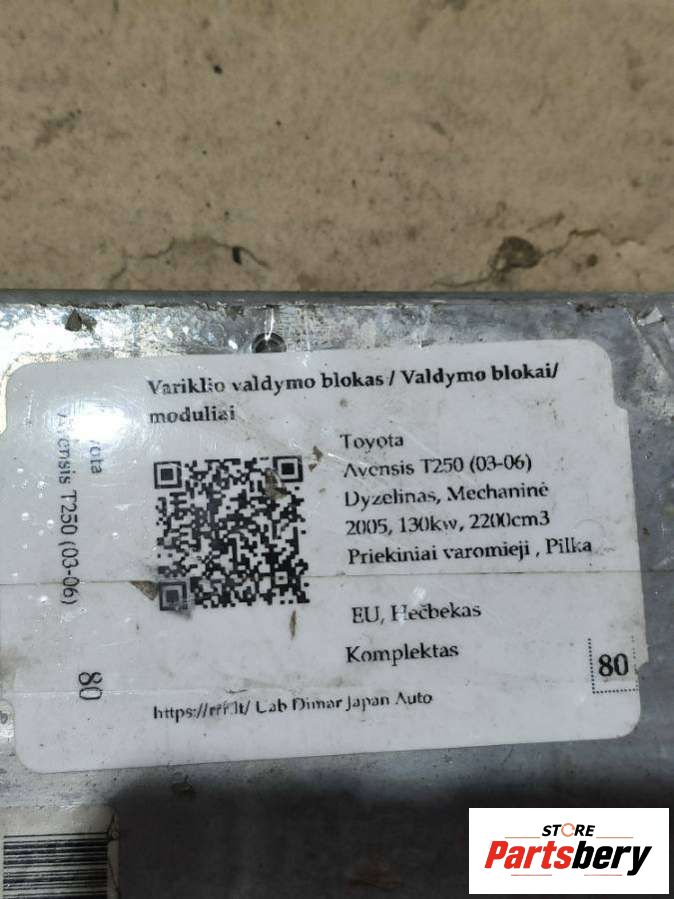 Variklio valdymo blokas / Valdymo blokai/
moduliai
Toyota
Avensis T250 (03-06)
Dyzelinas, Mechaninė
2005, 130kw, 2200cm3
Priekiniai varomieji , Pilka
EU, Hečbekas
Komplektas
80
https://rrr.lt/ Uab Dimar Japan Auto
Avensis T250 (03-06)
80
STORE
Partsbery